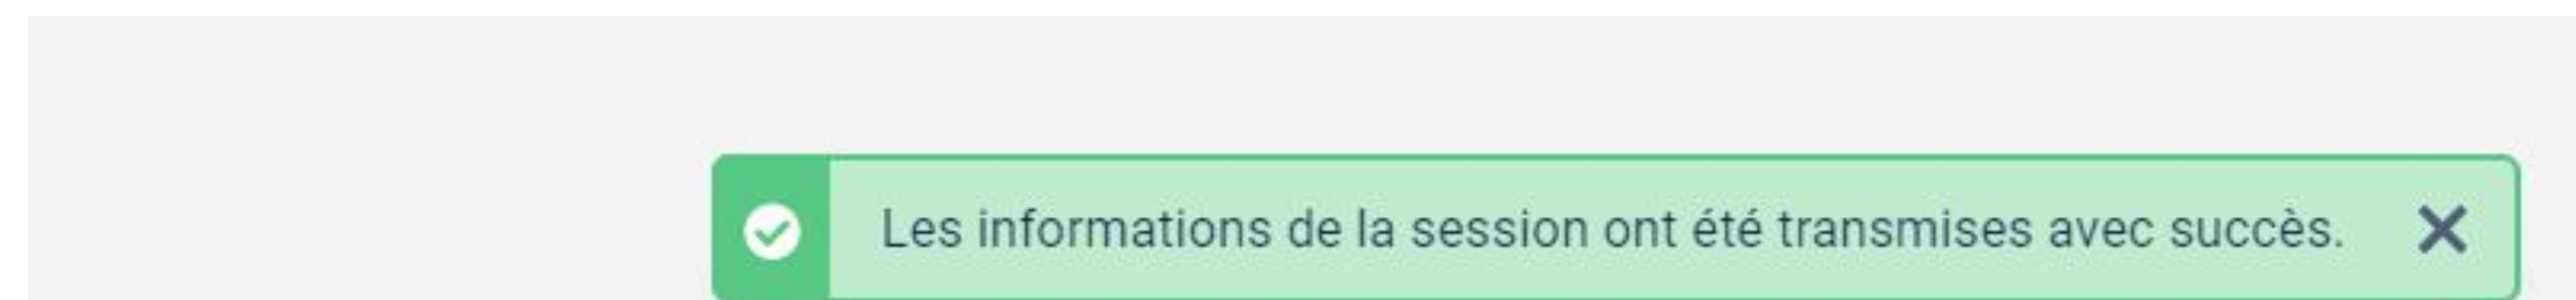 Les informations de la session ont été transmises avec succès.